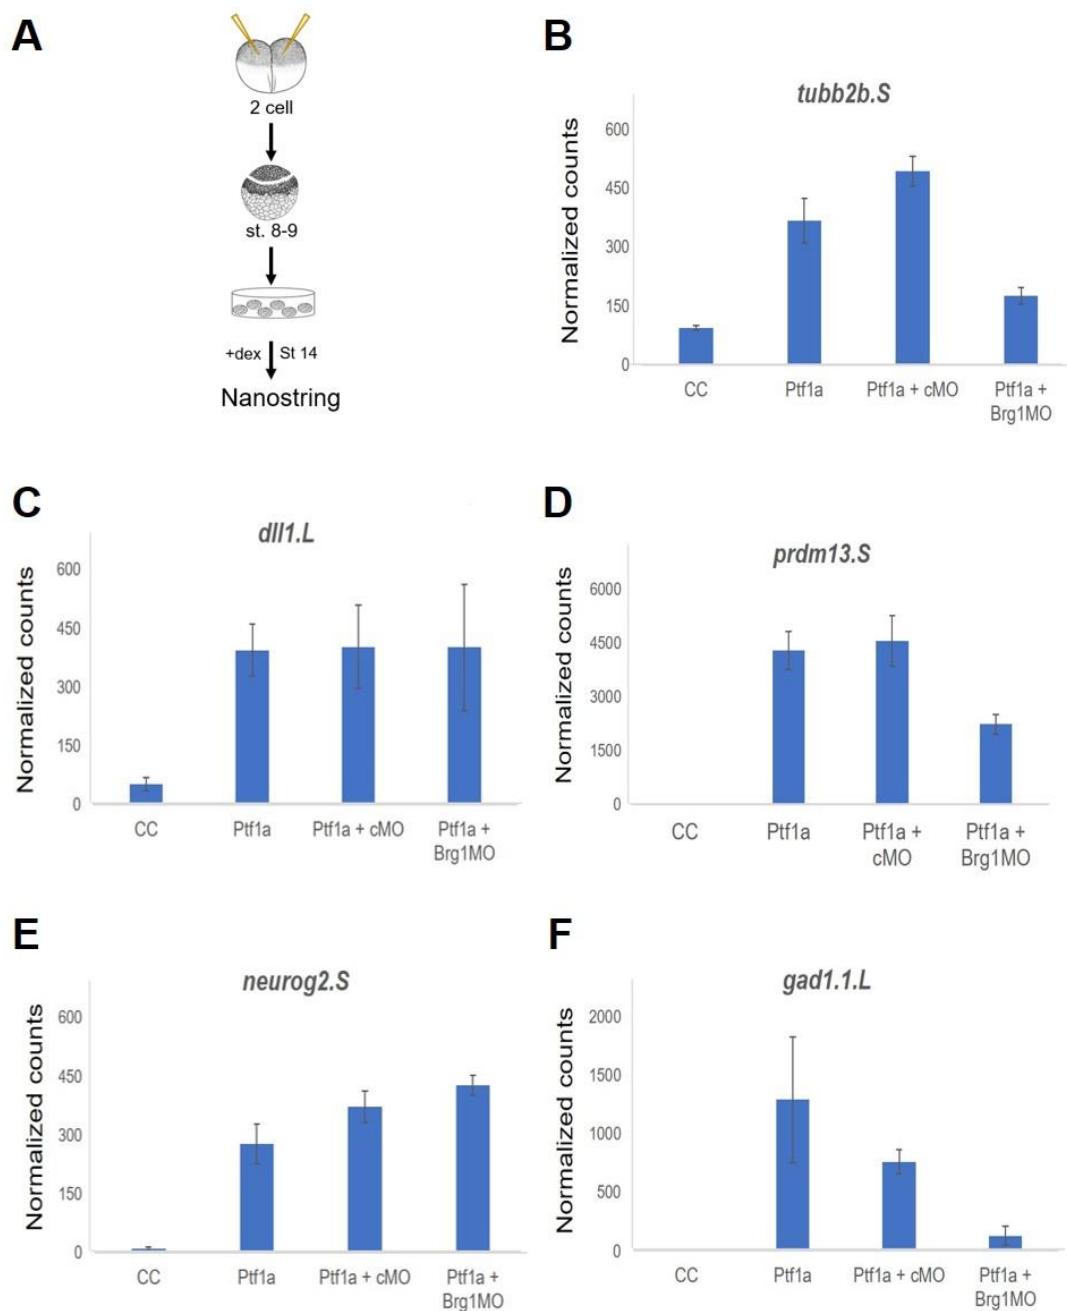 A
2 cell
st. 8-9
+dex St 14
Nanostring
B
tubb2b.S
Normalized counts
600
450
300
150
0
CC Ptf1a Ptf1a + cMO Ptf1a +
Brg1MO
C
dll1.L
Normalized counts
600
450
300
150
0
CC Ptf1a Ptf1a + cMO Ptf1a +
Brg1MO
D
prdm13.S
Normalized counts
6000
4500
3000
1500
0
CC Ptf1a Ptf1a + Ptf1a +
cMO Brg1MO
E
neurog2.S
Normalized counts
600
450
300
150
0
CC Ptf1a Ptf1a + cMO Ptf1a +
Brg1MO
F
gad1.1.L
Normalized counts
2000
1500
1000
500
0
CC Ptf1a Ptf1a + cMO Ptf1a +
Brg1MO